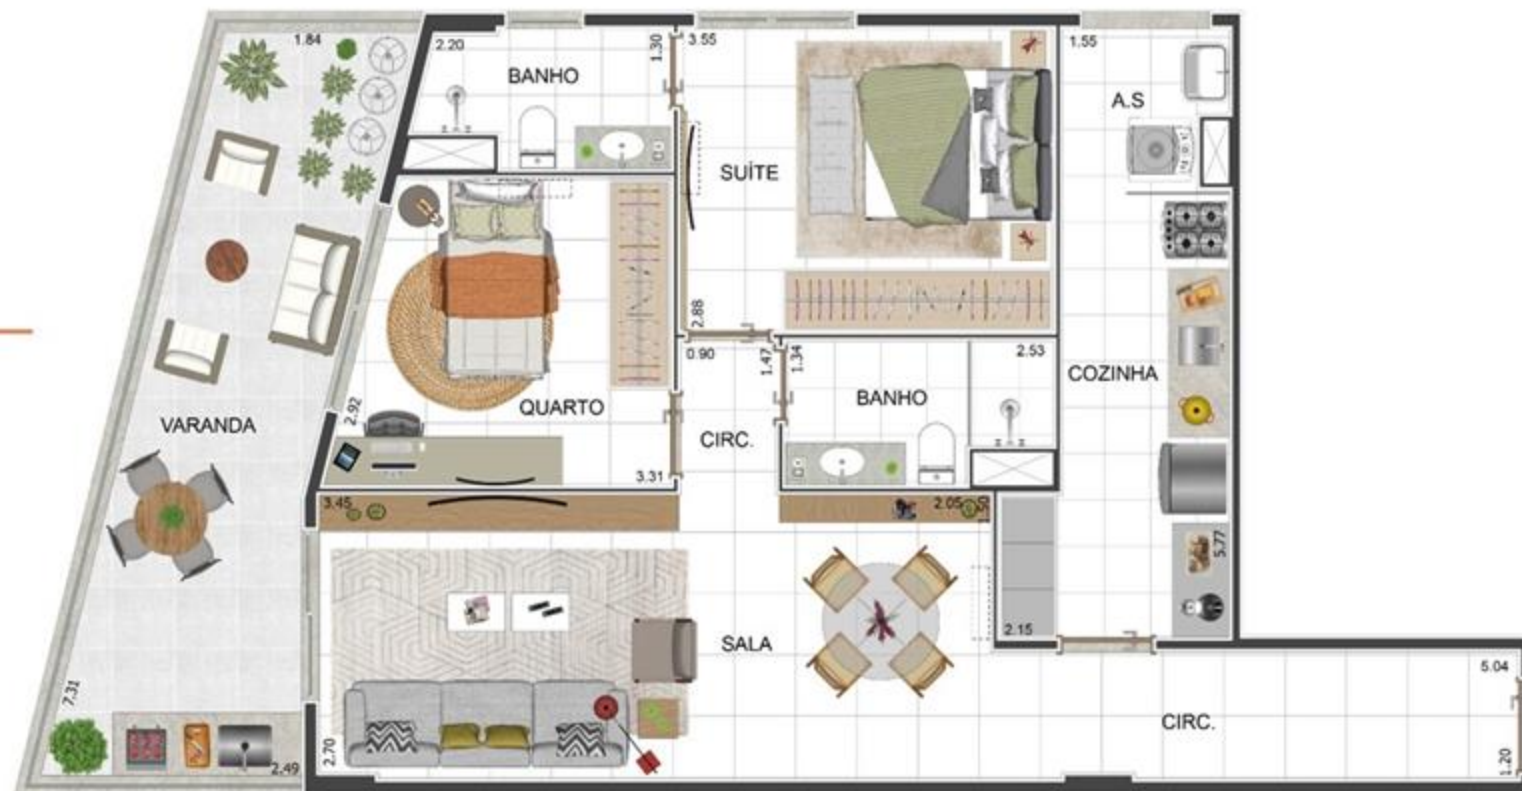 1.84
2.20
BANHO
1.30
3.55
SUÍTE
1.55
A.S
2.88
0.90
1.47
1.34
BANHO
2.53
COZINHA
VARANDA
2.92
QUARTO
CIRC.
3.31
3.45
2.05
5.77
SALA
2.15
7.31
2.49
2.70
CIRC.
5.04
1.20